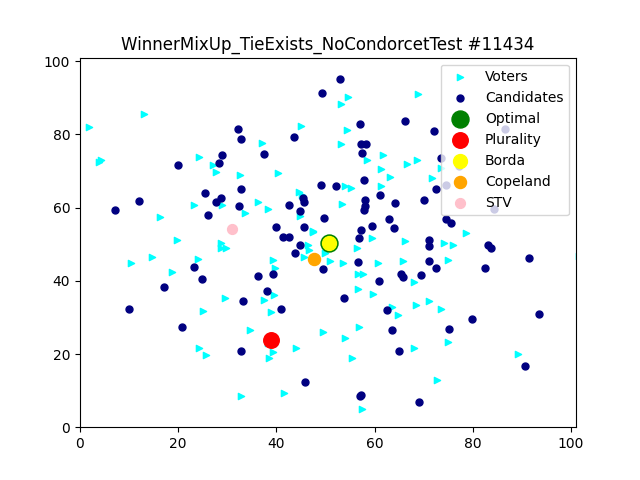 WinnerMixUp_TieExists_NoCondorcetTest #11434
100
80
60
40
20
0
0 20 40 60 80 100
Voters
Candidates
Optimal
Plurality
Borda
Copeland
STV